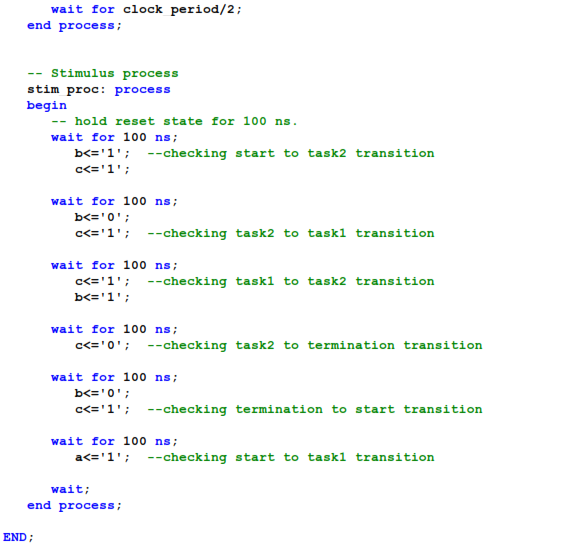 wait for clock period/2;
end process;
-- Stimulus process
stim proc: process
begin
-- hold reset state for 100 ns.
wait for 100 ns;
b<='1'; --checking start to task2 transition
c<='1';
wait for 100 ns;
b<='0';
c<='1'; --checking task2 to task1 transition
wait for 100 ns;
c<='1'; --checking task1 to task2 transition
b<='1';
wait for 100 ns;
c<='0'; --checking task2 to termination transition
wait for 100 ns;
b<='0';
c<='1'; --checking termination to start transition
wait for 100 ns;
a<='1'; --checking start to task1 transition
wait;
end process;
END;